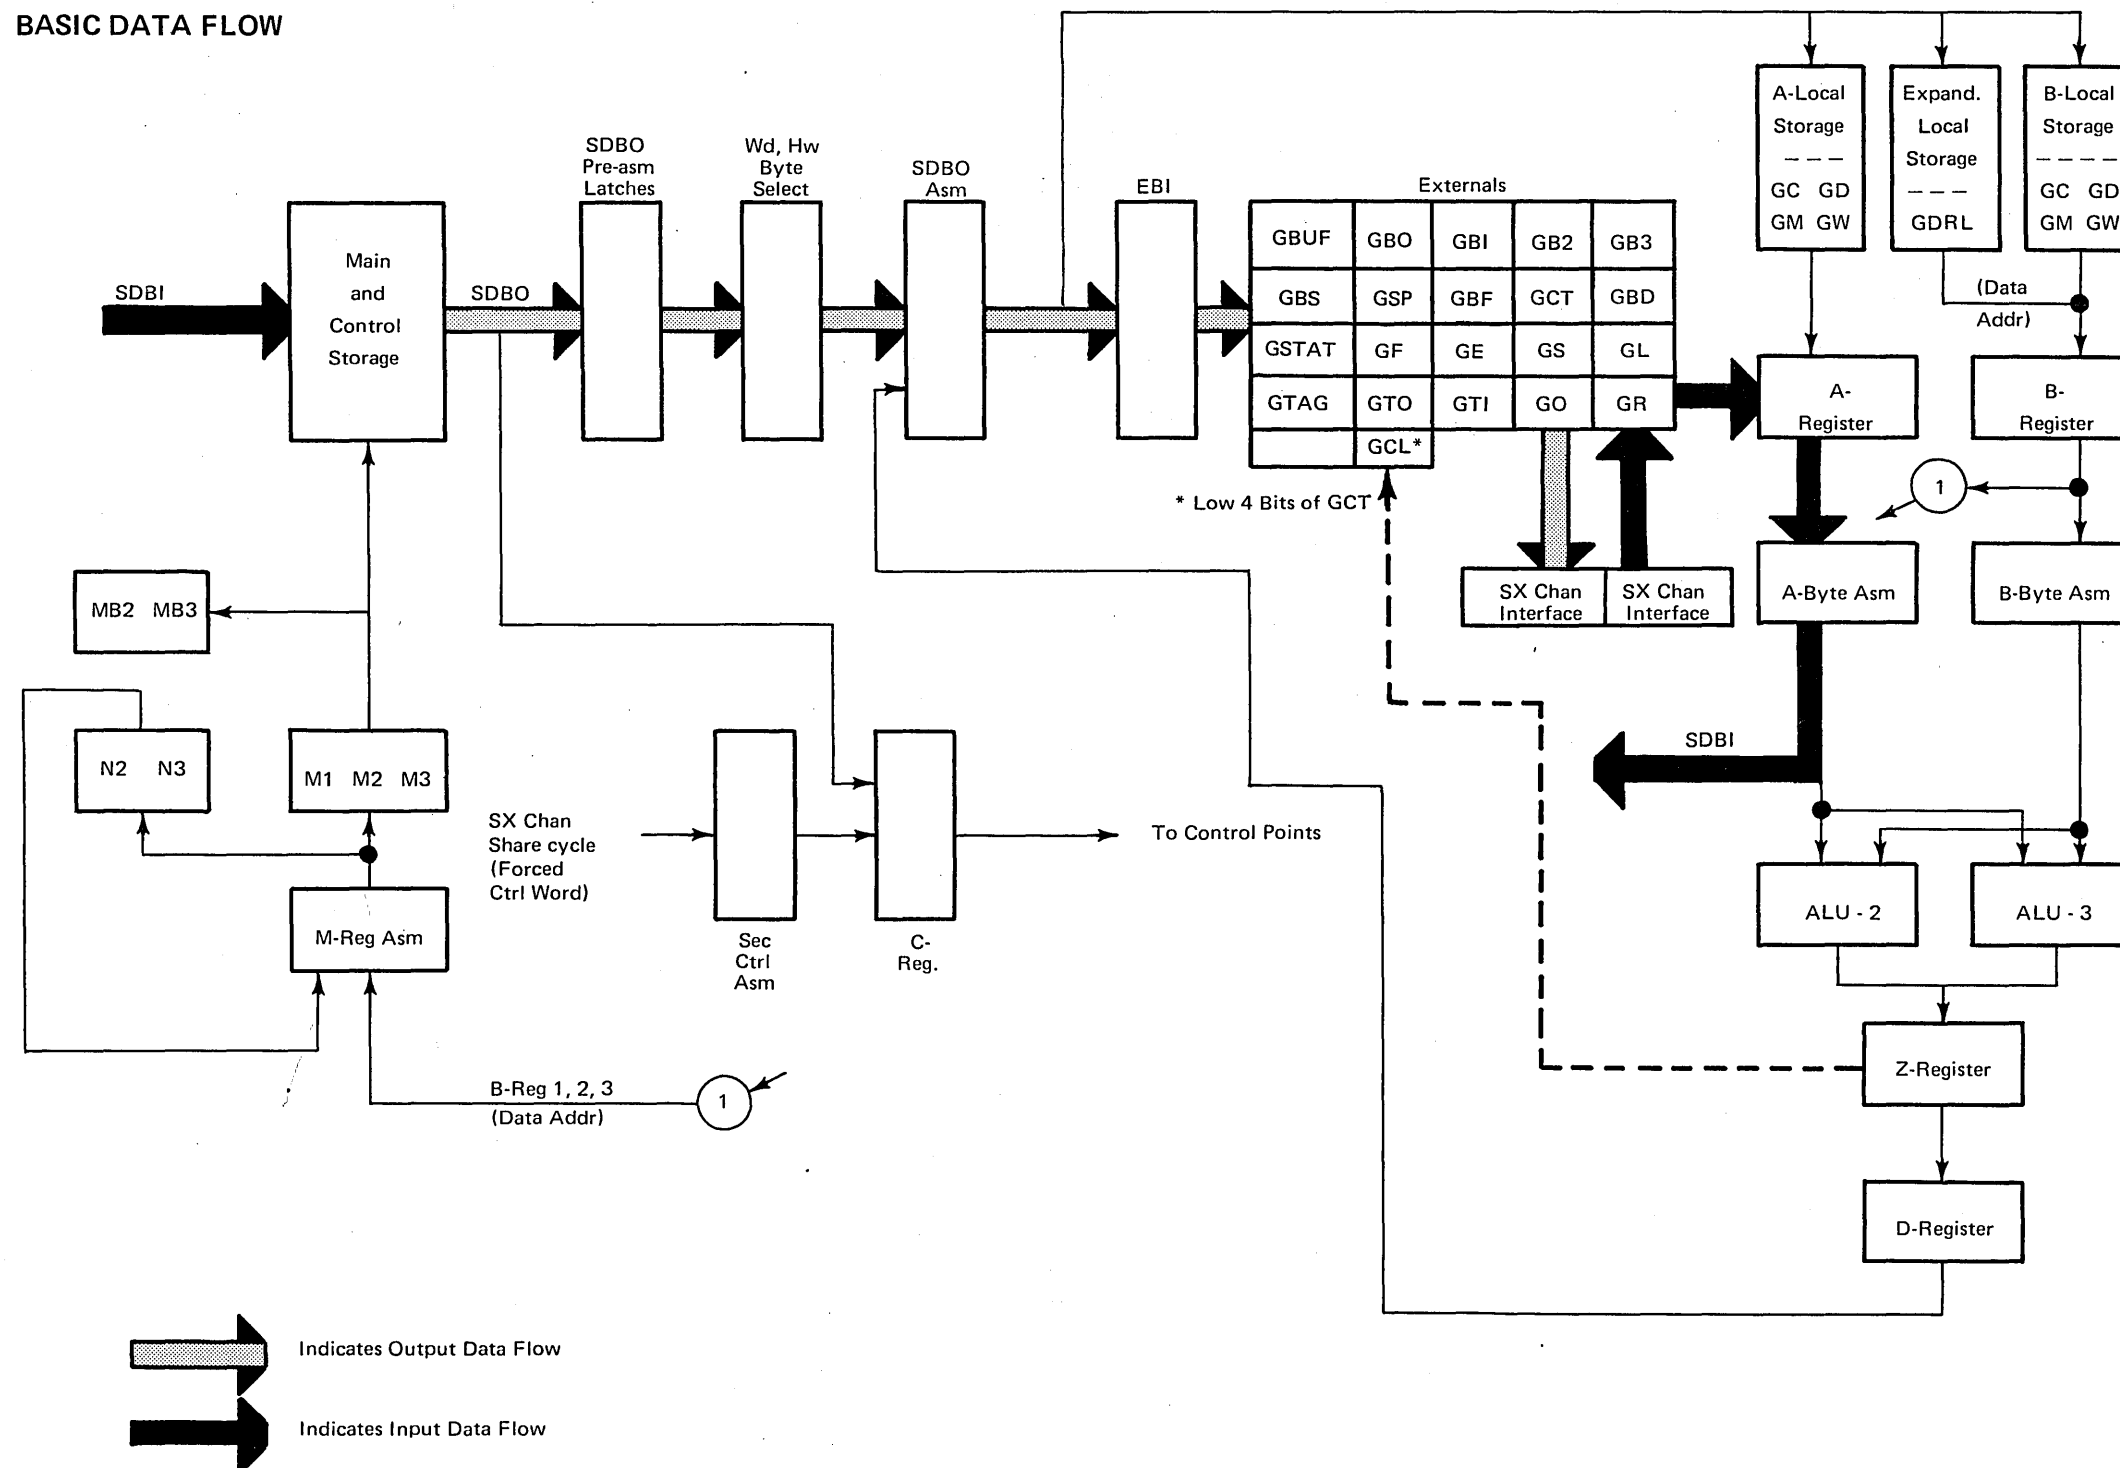 BASIC DATA FLOW
A-Local
Storage
---
GC GD
GM GW
Expand.
Local
Storage
---
GDRL
B-Local
Storage
----
GC GD
GM GW
(Data
Addr)
SDBI
Main
and
Control
Storage
SDBO
SDBO
Pre-asm
Latches
Wd, Hw
Byte
Select
SDBO
Asm
EBI
Externals
GBUF GBO GBI GB2 GB3
GBS GSP GBF GCT GBD
GSTAT GF GE GS GL
GTAG GTO GTI GO GR
GCL*
* Low 4 Bits of GCT
A-
Register
B-
Register
1
SX Chan
Interface
SX Chan
Interface
A-Byte Asm
B-Byte Asm
MB2 MB3
N2 N3
M1 M2 M3
M-Reg Asm
SX Chan
Share cycle
(Forced
Ctrl Word)
Sec
Ctrl
Asm
C-
Reg.
To Control Points
SDBI
ALU - 2
ALU - 3
Z-Register
D-Register
B-Reg 1, 2, 3
(Data Addr)
1
Indicates Output Data Flow
Indicates Input Data Flow